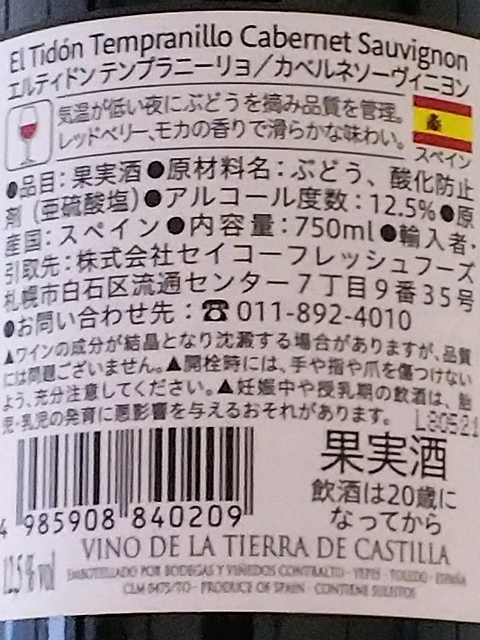 El Tidón Tempranillo Cabernet Sauvignon
エルティドン テンプラニーリョ／カベルネソーヴィニヨン
気温が低い夜にぶどうを摘み品質を管理。
レッドベリー、モカの香りで滑らかな味わい。
スペイン
●品目：果実酒●原材料名：ぶどう、酸化防止
剤（亜硫酸塩）●アルコール度数：12.5%●原
産国：スペイン●内容量：750ml●輸入者・
引取先：株式会社セイコーフレッシュフーズ
札幌市白石区流通センター7丁目9番35号
●お問い合わせ先：☎011-892-4010
▲ワインの成分が結晶となり沈澱する場合がありますが、品質
には問題ございません。▲開栓時には、手や指や爪を傷つけない
よう、充分注意してください。▲妊娠中や授乳期の飲酒は、胎
児・乳児の発育に悪影響を与えるおそれがあります。
L80521
果実酒
飲酒は20歳に
なってから
4 985908 840209
12.5% vol
VINO DE LA TIERRA DE CASTILLA
EMBOTELLADO POR BODEGAS Y VIÑEDOS CONTRALTO · YEPES · TOLEDO · ESPAÑA
CLM 8475/TO · PRODUCE OF SPAIN · CONTIENE SULFITOS